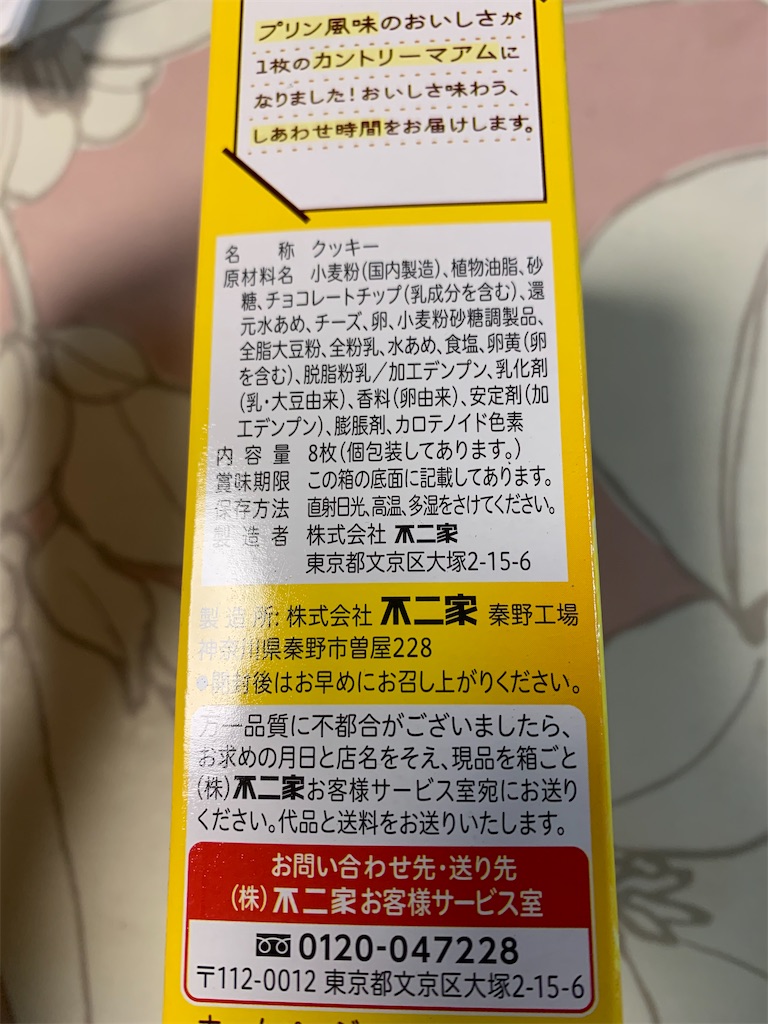 プリン風味のおいしさが
1枚のカントリーマアムに
なりました!おいしさ味わう、
しあわせ時間をお届けします。
名称 クッキー
原材料名 小麦粉(国内製造)、植物油脂、砂
糖、チョコレートチップ(乳成分を含む)、還
元水あめ、チーズ、卵、小麦粉砂糖調製品、
全脂大豆粉、全粉乳、水あめ、食塩、卵黄(卵
を含む)、脱脂粉乳/加工デンプン、乳化剤
(乳・大豆由来)、香料(卵由来)、安定剤(加
工デンプン)、膨脹剤、カロテノイド色素
内容量 8枚(個包装してあります。)
賞味期限 この箱の底面に記載してあります。
保存方法 直射日光、高温、多湿をさけてください。
製造者 株式会社 不二家
東京都文京区大塚2-15-6
製造所:株式会社 不二家 秦野工場
神奈川県秦野市曽屋228
※開封後はお早めにお召し上がりください。
万一品質に不都合がございましたら、
お求めの月日と店名をそえ、現品を箱ごと
(株)不二家お客様サービス室宛にお送り
ください。代品と送料をお送りいたします。
お問い合わせ先・送り先
(株)不二家お客様サービス室
0120-047228
〒112-0012 東京都文京区大塚2-15-6